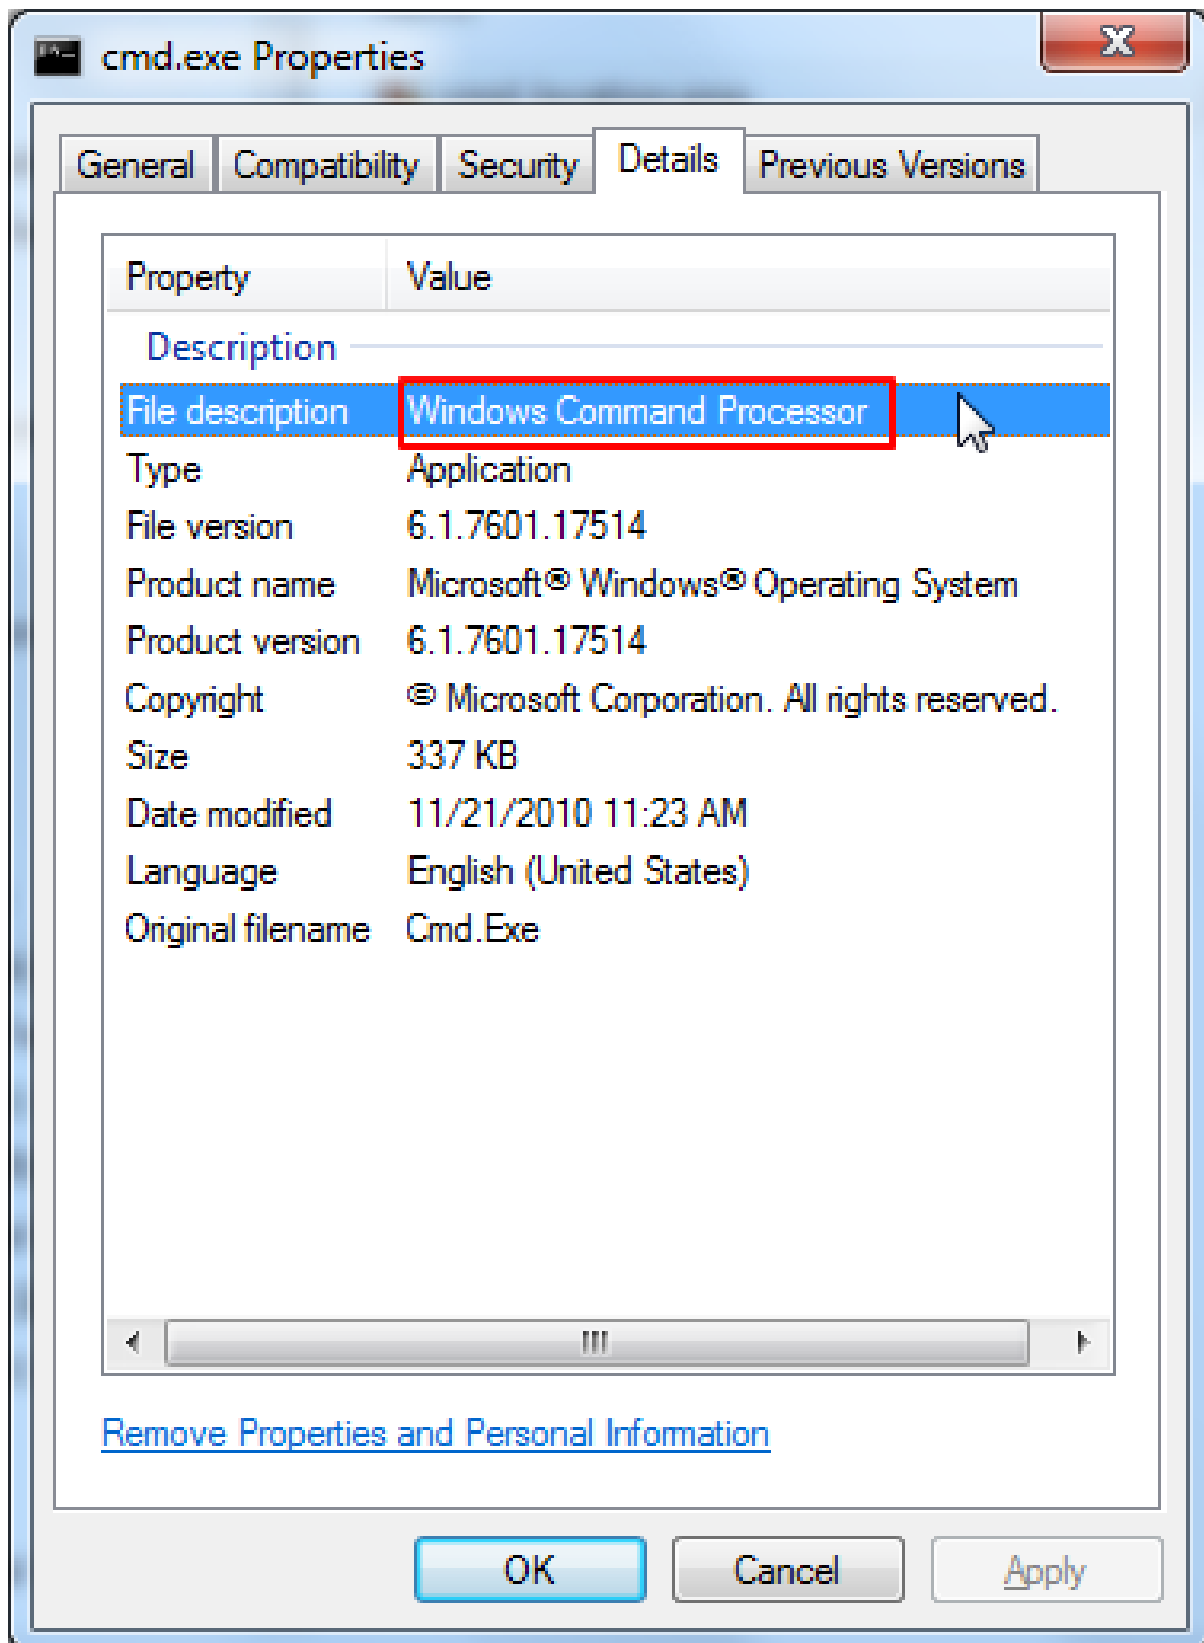 cmd.exe Properties
General Compatibility Security Details Previous Versions
Property Value
Description
File description Windows Command Processor
Type Application
File version 6.1.7601.17514
Product name Microsoft® Windows® Operating System
Product version 6.1.7601.17514
Copyright © Microsoft Corporation. All rights reserved.
Size 337 KB
Date modified 11/21/2010 11:23 AM
Language English (United States)
Original filename Cmd.Exe
Remove Properties and Personal Information
OK Cancel Apply